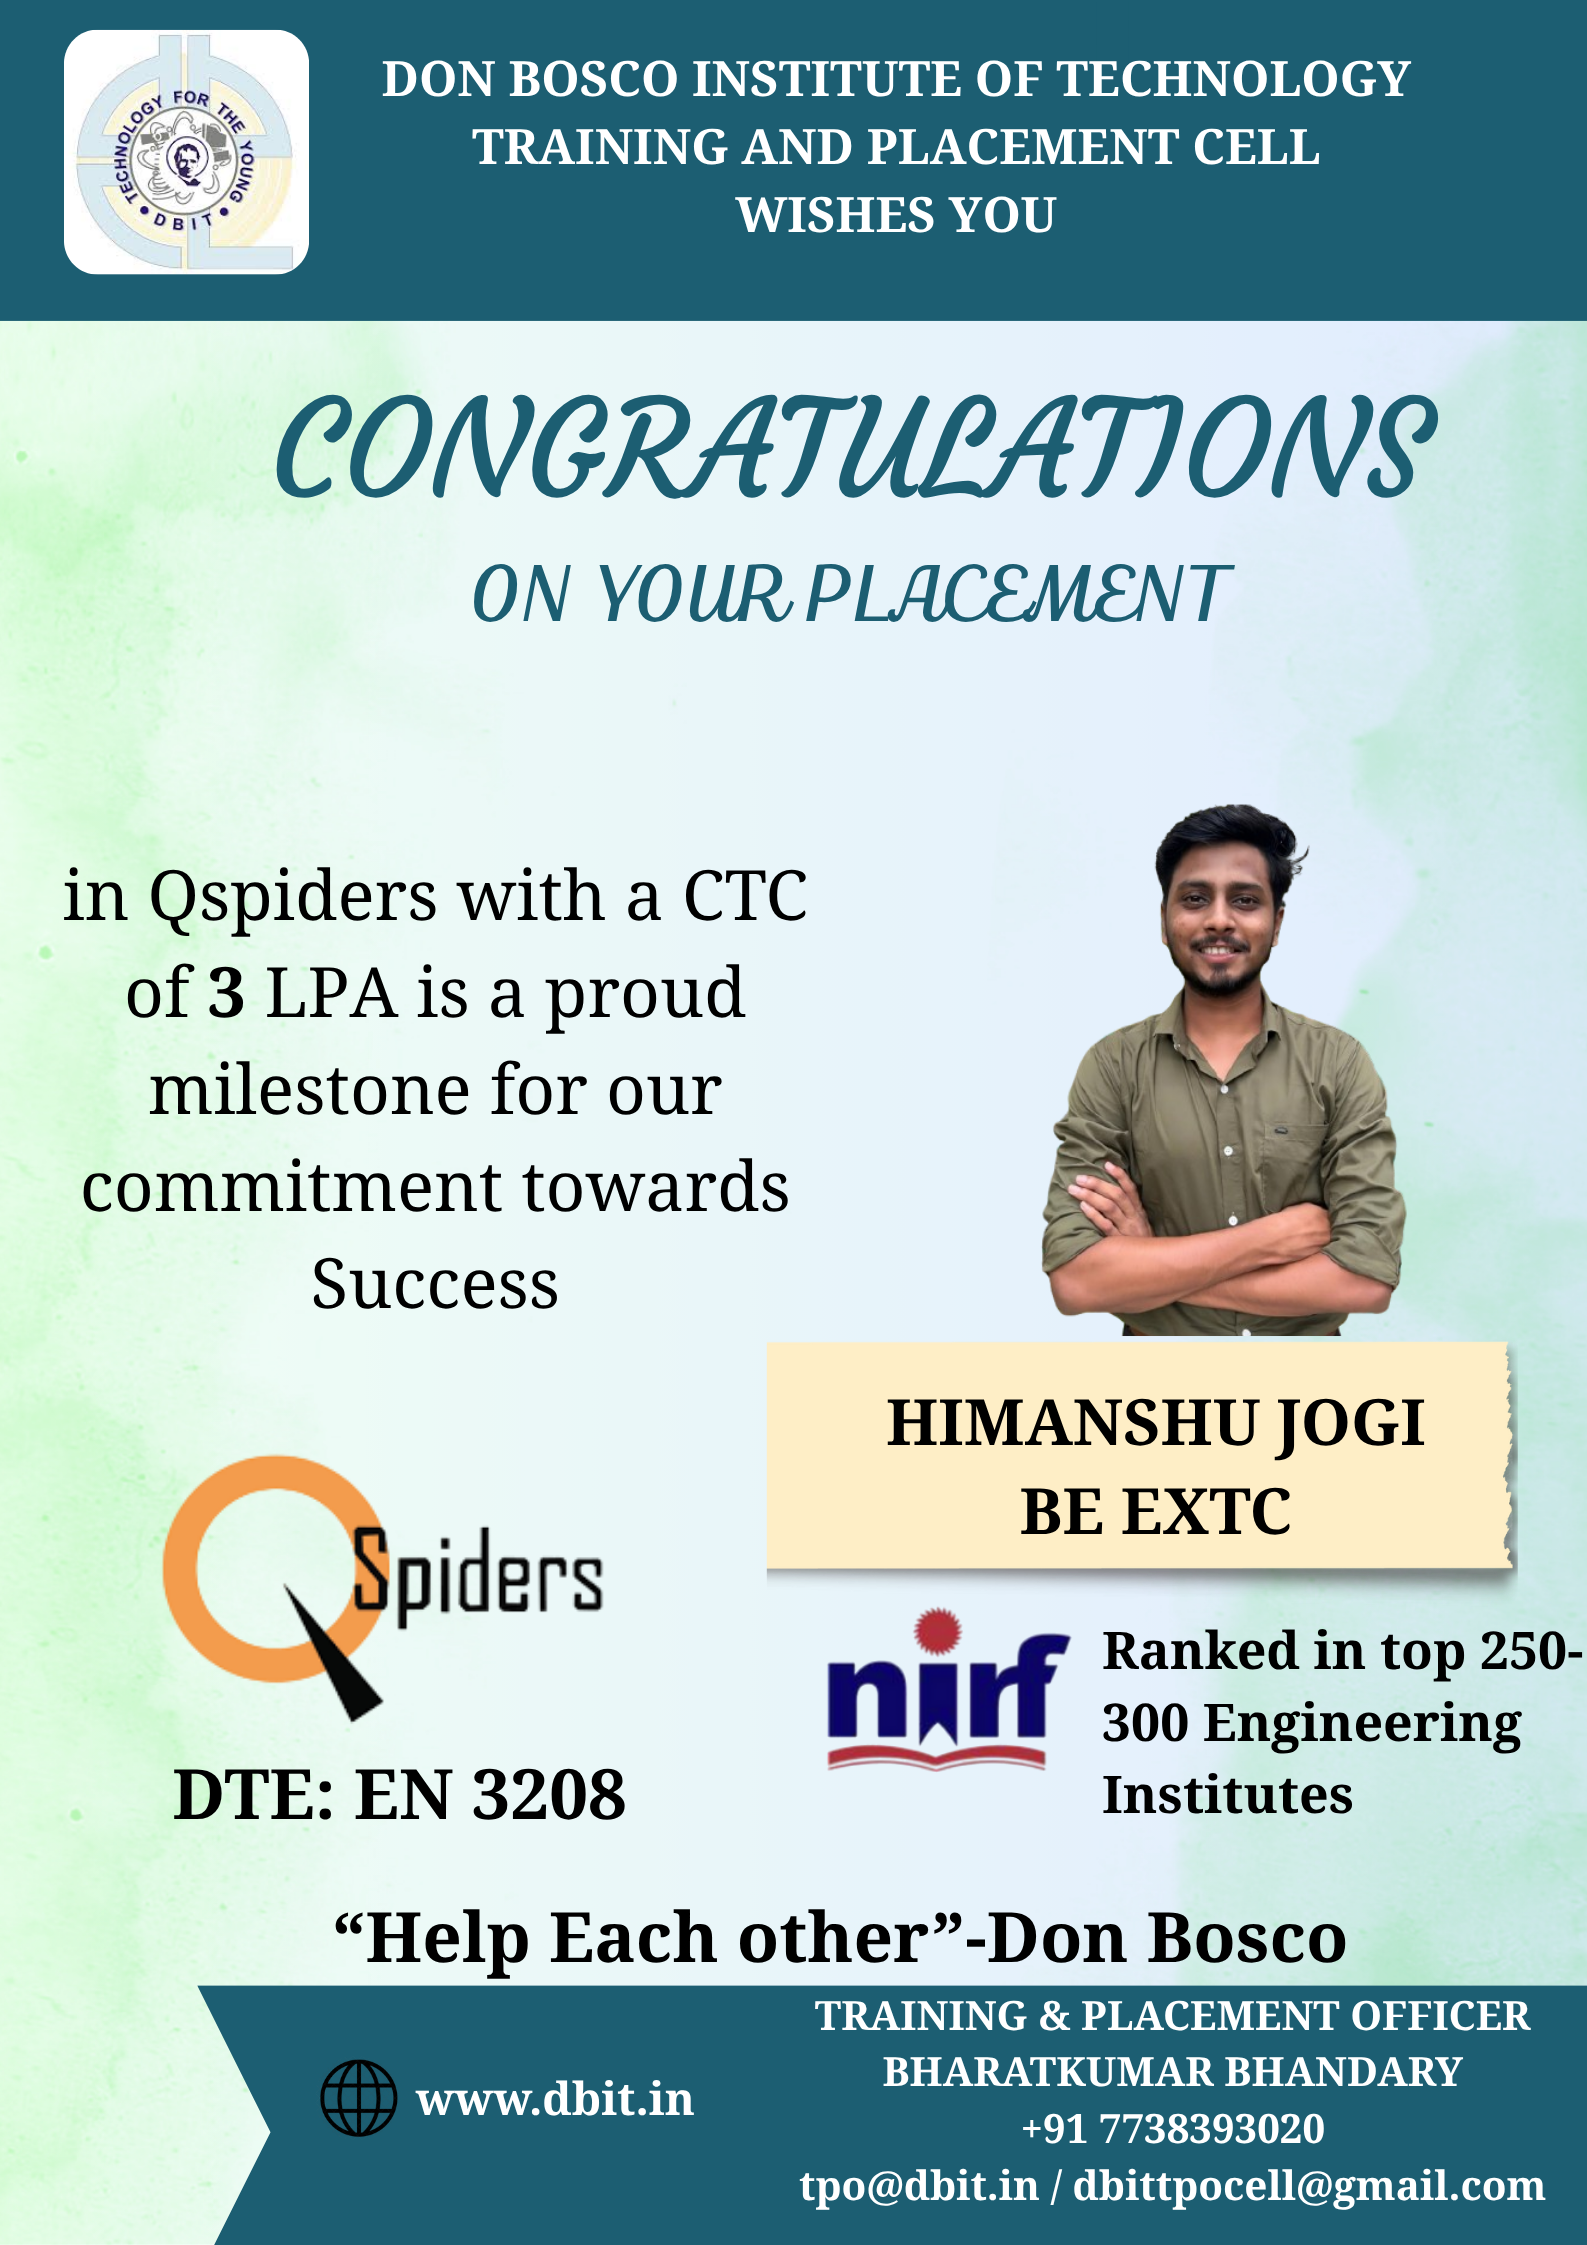 TECHNOLOGY FOR THE YOUNG
• DBIT •
DON BOSCO INSTITUTE OF TECHNOLOGY
TRAINING AND PLACEMENT CELL
WISHES YOU
CONGRATULATIONS
ON YOUR PLACEMENT
in Qspiders with a CTC
of 3 LPA is a proud
milestone for our
commitment towards
Success
HIMANSHU JOGI
BE EXTC
QSpiders
nirf
Ranked in top 250-
300 Engineering
Institutes
DTE: EN 3208
“Help Each other”-Don Bosco
www.dbit.in
TRAINING & PLACEMENT OFFICER
BHARATKUMAR BHANDARY
+91 7738393020
tpo@dbit.in / dbittpocell@gmail.com